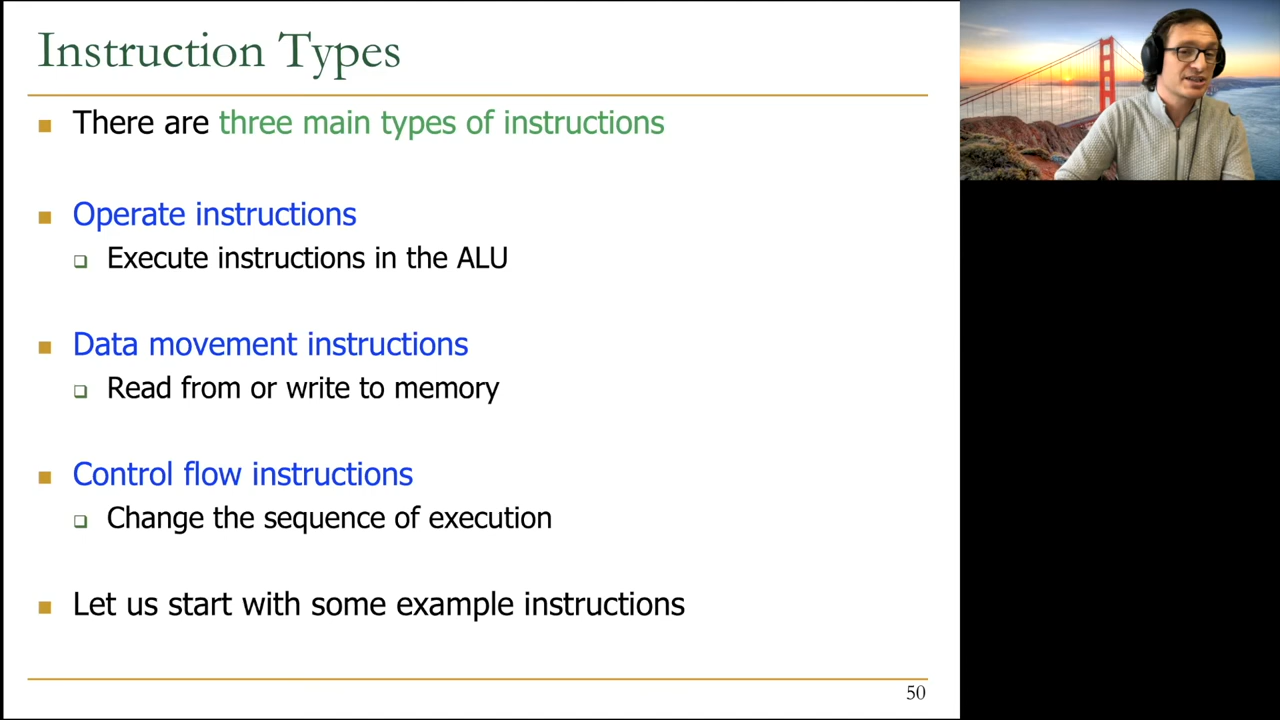 Instruction Types
There are three main types of instructions
Operate instructions
Execute instructions in the ALU
Data movement instructions
Read from or write to memory
Control flow instructions
Change the sequence of execution
Let us start with some example instructions
50